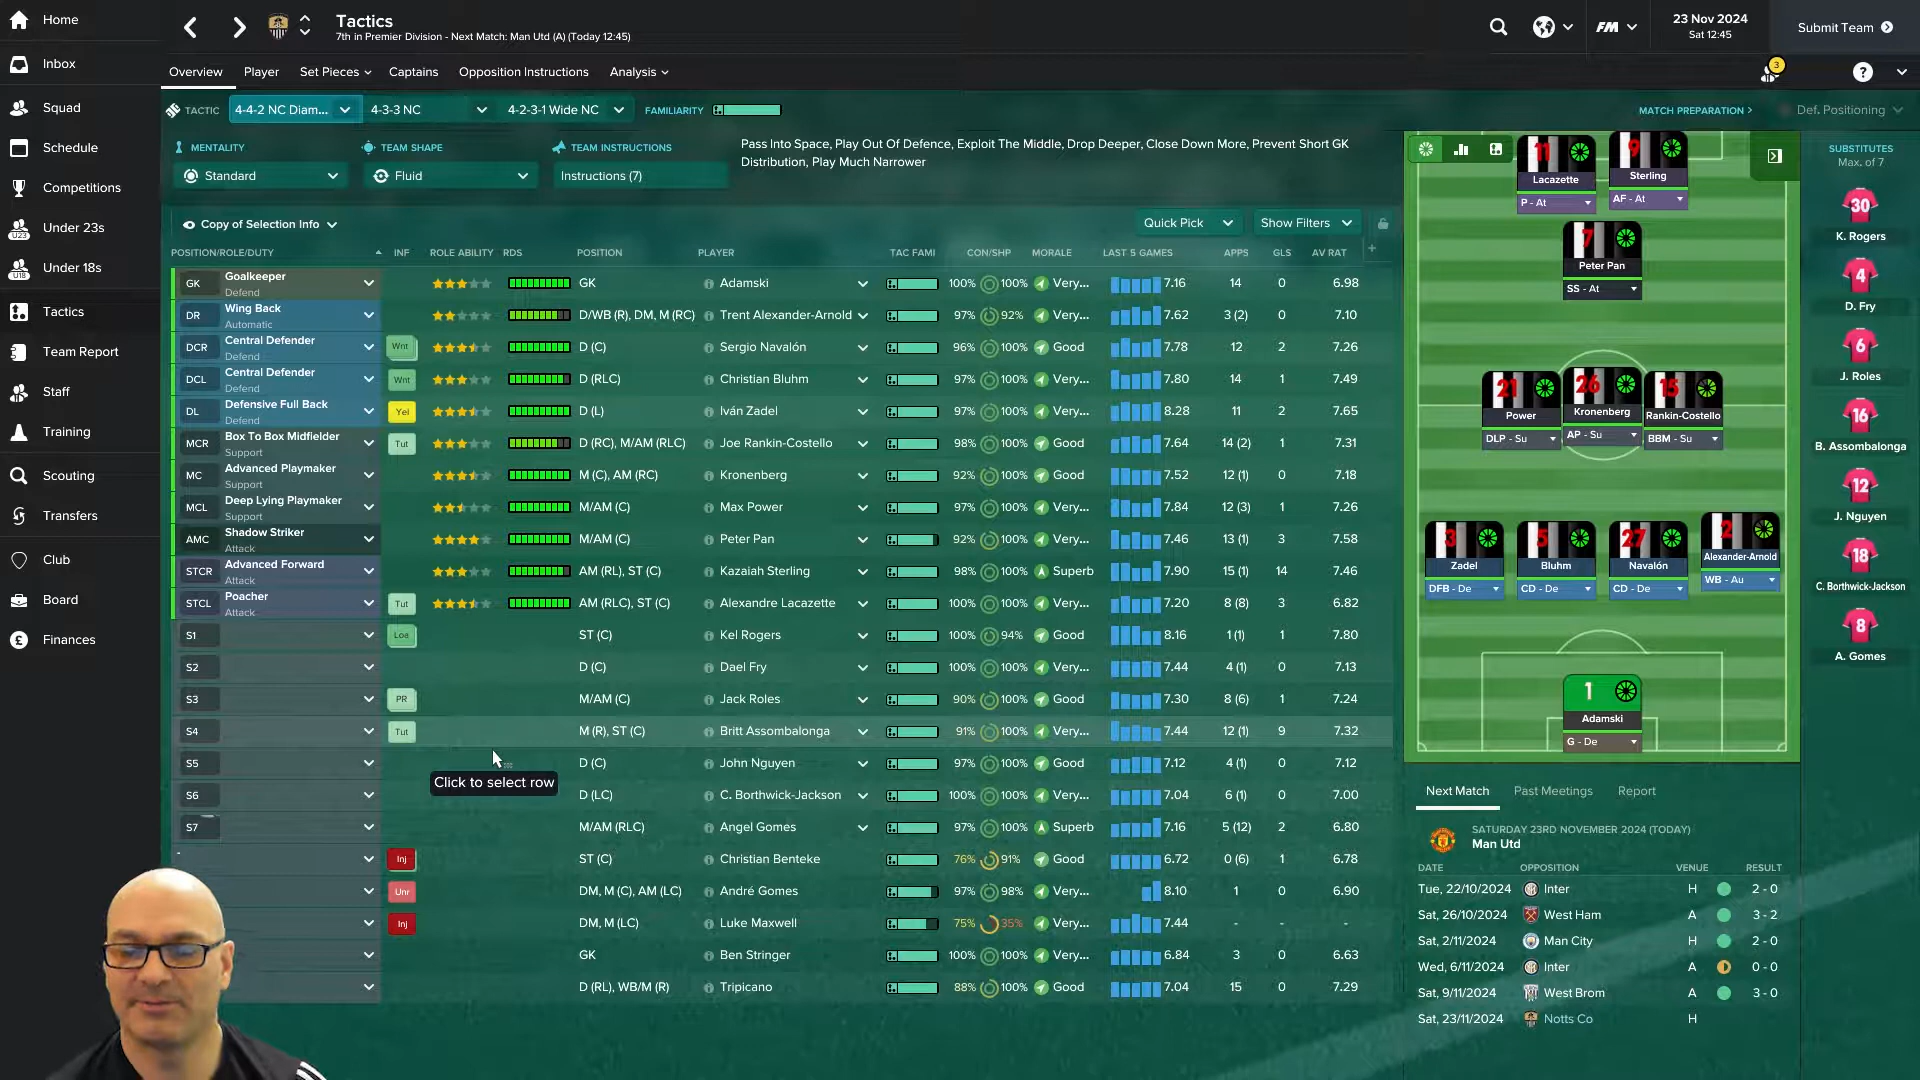 Home
Inbox
Squad
Schedule
Competitions
Under 23s
Under 18s
Tactics
Team Report
Staff
Training
Scouting
Transfers
Club
Board
Finances
Tactics
7th in Premier Division - Next Match: Man Utd (A) (Today 12:45)
FM
23 Nov 2024
Sat 12:45
Submit Team
Overview Player Set Pieces Captains Opposition Instructions Analysis
3
?
TACTIC 4-4-2 NC Diam... 4-3-3 NC 4-2-3-1 Wide NC FAMILIARITY
MATCH PREPARATION > Def. Positioning
MENTALITY TEAM SHAPE TEAM INSTRUCTIONS
Standard Fluid Instructions (7)
Pass Into Space, Play Out Of Defence, Exploit The Middle, Drop Deeper, Close Down More, Prevent Short GK
Distribution, Play Much Narrower
Copy of Selection Info Quick Pick Show Filters
POSITION/ROLE/DUTY INF ROLE ABILITY RDS POSITION PLAYER TAC FAMI CON/SHP MORALE LAST 5 GAMES APPS GLS AV RAT
GK Goalkeeper Defend GK Adamski 100% 100% Very... 7.16 14 0 6.98
DR Wing Back Automatic D/WB (R), DM, M (RC) Trent Alexander-Arnold 97% 92% Very... 7.62 3 (2) 0 7.10
DCR Central Defender Defend Wnt D (C) Sergio Navalón 96% 100% Good 7.78 12 2 7.26
DCL Central Defender Defend Wnt D (RLC) Christian Bluhm 97% 100% Very... 7.80 14 1 7.49
DL Defensive Full Back Defend Yel D (L) Iván Zadel 97% 100% Very... 8.28 11 2 7.65
MCR Box To Box Midfielder Support Tut D (RC), M/AM (RLC) Joe Rankin-Costello 98% 100% Good 7.64 14 (2) 1 7.31
MC Advanced Playmaker Support M (C), AM (RC) Kronenberg 92% 100% Good 7.52 12 (1) 0 7.18
MCL Deep Lying Playmaker Support M/AM (C) Max Power 97% 100% Very... 7.84 12 (3) 1 7.26
AMC Shadow Striker Attack M/AM (C) Peter Pan 92% 100% Very... 7.46 13 (1) 3 7.58
STCR Advanced Forward Attack AM (RL), ST (C) Kazaiah Sterling 98% 100% Superb 7.90 15 (1) 14 7.46
STCL Poacher Attack Tut AM (RLC), ST (C) Alexandre Lacazette 100% 100% Very... 7.20 8 (8) 3 6.82
S1 Loa ST (C) Kel Rogers 100% 94% Good 8.16 1 (1) 1 7.80
S2 D (C) Dael Fry 100% 100% Very... 7.44 4 (1) 0 7.13
S3 PR M/AM (C) Jack Roles 90% 100% Good 7.30 8 (6) 1 7.24
S4 Tut M (R), ST (C) Britt Assombalonga 91% 100% Very... 7.44 12 (1) 9 7.32
S5 D (C) John Nguyen 97% 100% Good 7.12 4 (1) 0 7.12
Click to select row
S6 D (LC) C. Borthwick-Jackson 100% 100% Very... 7.04 6 (1) 0 7.00
S7 M/AM (RLC) Angel Gomes 97% 100% Superb 7.16 5 (12) 2 6.80
- Inj ST (C) Christian Benteke 76% 91% Good 6.72 0 (6) 1 6.78
Unr DM, M (C), AM (LC) André Gomes 97% 98% Very... 8.10 1 0 6.90
Inj DM, M (LC) Luke Maxwell 75% 35% Very... 7.44 - - -
GK Ben Stringer 100% 100% Very... 6.84 3 0 6.63
D (RL), WB/M (R) Tripicano 88% 100% Good 7.04 15 0 7.29
11 9
Lacazette Sterling
P - At AF - At
7
Peter Pan
SS - At
21 26 15
Power Kronenberg Rankin-Costello
DLP - Su AP - Su BBM - Su
3 5 27 2
Zadel Bluhm Navalón Alexander-Arnold
DFB - De CD - De CD - De WB - Au
1
Adamski
G - De
SUBSTITUTES
Max. of 7
30
K. Rogers
4
D. Fry
6
J. Roles
16
B. Assombalonga
12
J. Nguyen
18
C. Borthwick-Jackson
8
A. Gomes
Next Match Past Meetings Report
SATURDAY 23RD NOVEMBER 2024 (TODAY)
Man Utd
DATE OPPOSITION VENUE RESULT
Tue, 22/10/2024 Inter H 2 - 0
Sat, 26/10/2024 West Ham A 3 - 2
Sat, 2/11/2024 Man City H 2 - 0
Wed, 6/11/2024 Inter A 0 - 0
Sat, 9/11/2024 West Brom A 3 - 0
Sat, 23/11/2024 Notts Co H